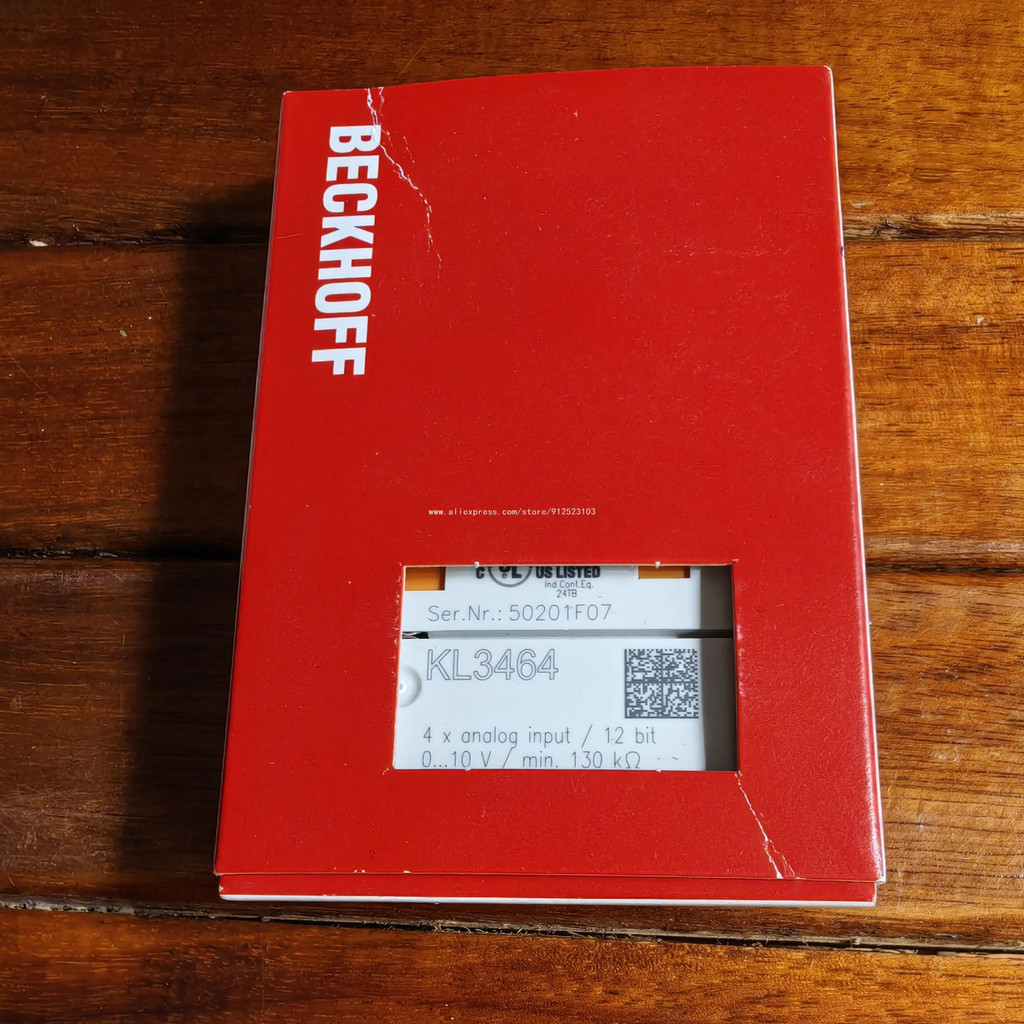 BECKHOFF
www.aliexpress.com/store/912523103
C UL US LISTED
Ind.Cont.Eq.
24TB
Ser.Nr.: 50201F07
KL3464
4 x analog input / 12 bit
0...10 V / min. 130 kΩ